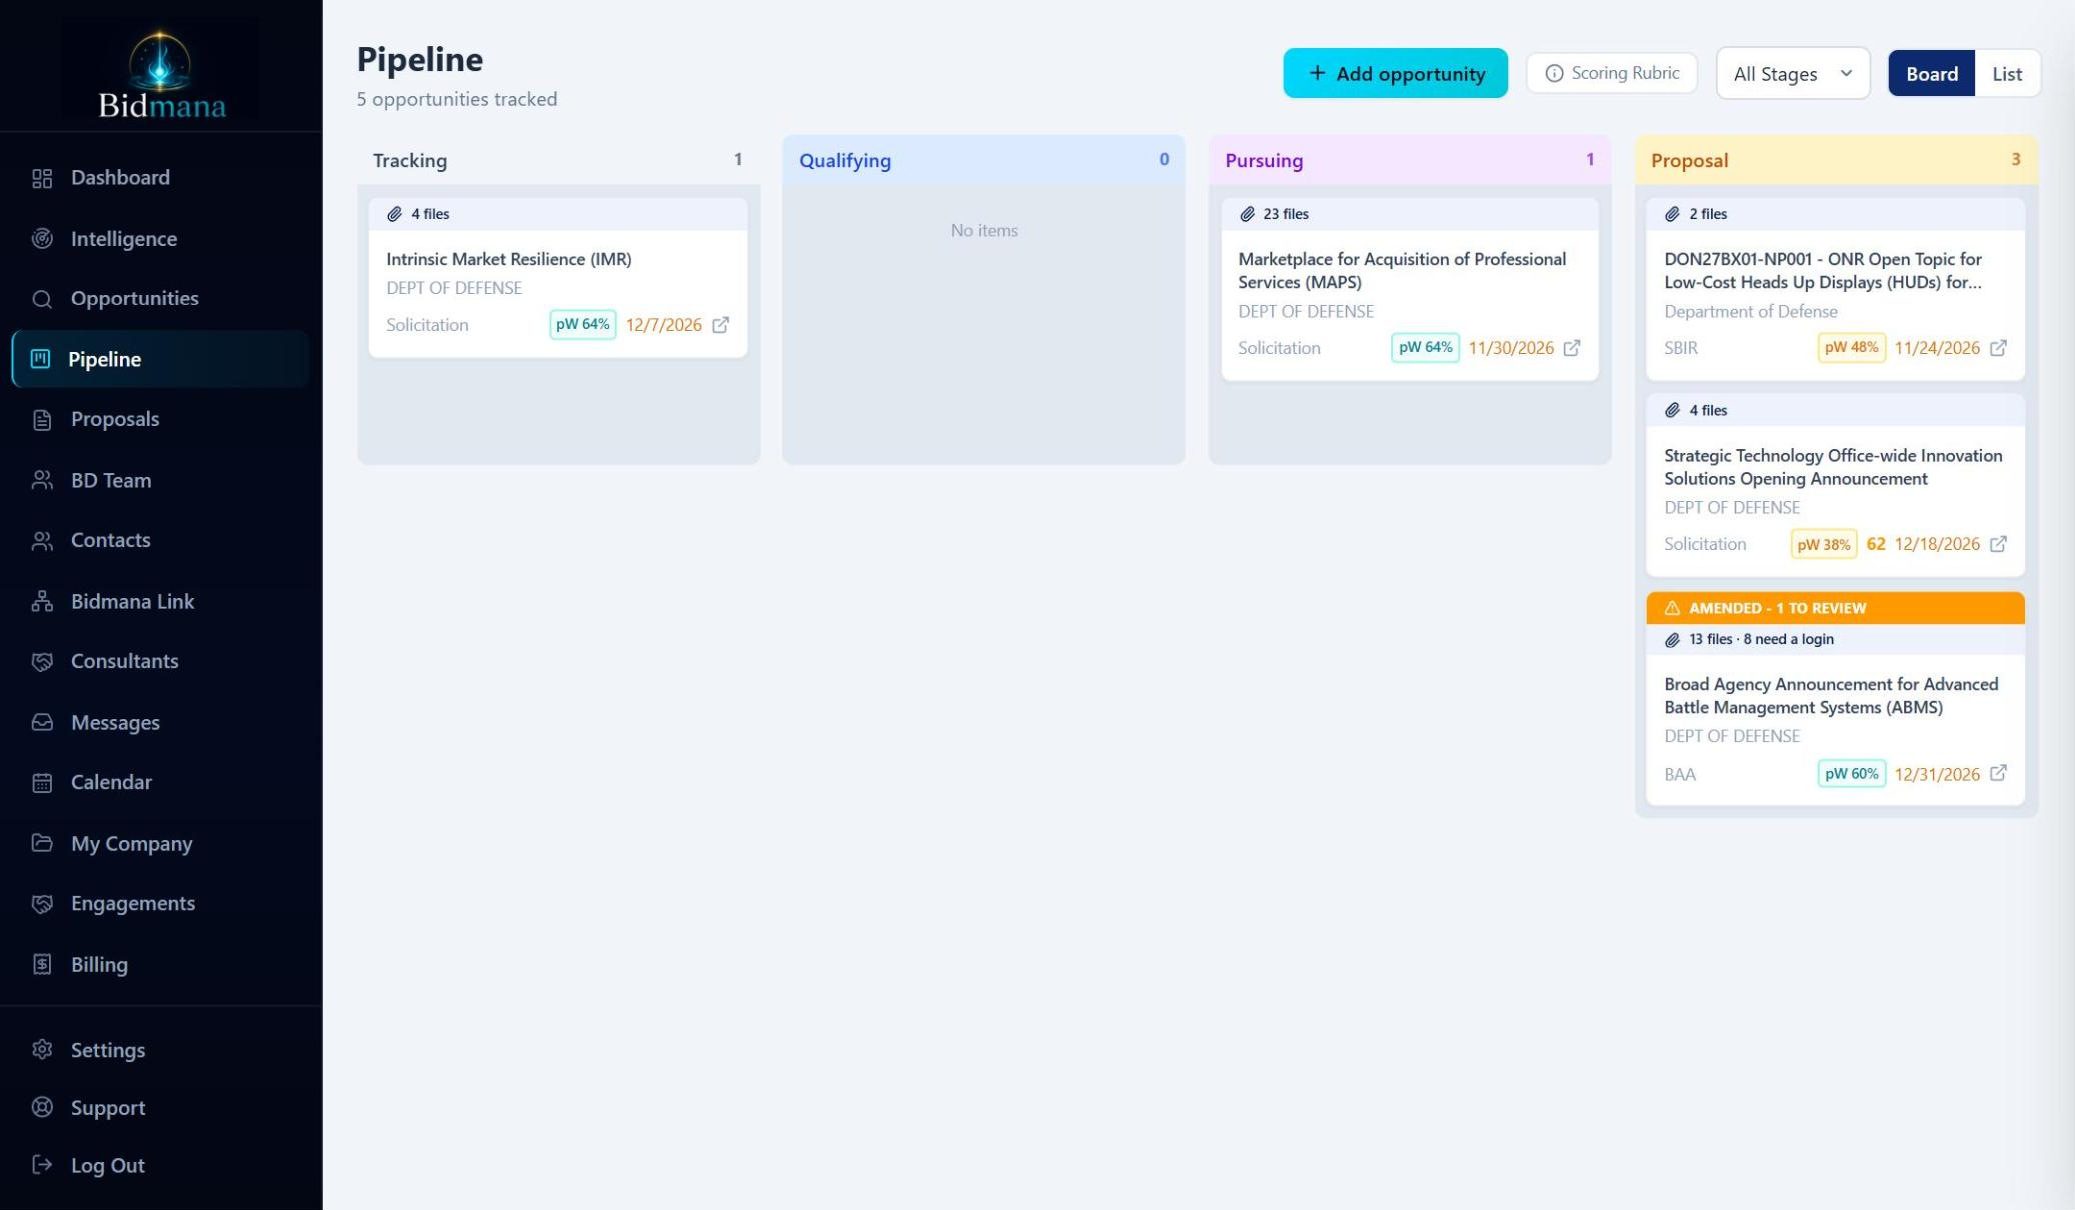 Bidmana
Dashboard
Intelligence
Opportunities
Pipeline
Proposals
BD Team
Contacts
Bidmana Link
Consultants
Messages
Calendar
My Company
Engagements
Billing
Settings
Support
Log Out
Pipeline
5 opportunities tracked
+ Add opportunity
Scoring Rubric
All Stages
Board
List
Tracking 1
4 files
Intrinsic Market Resilience (IMR)
DEPT OF DEFENSE
Solicitation pW 64% 12/7/2026
Qualifying 0
No items
Pursuing 1
23 files
Marketplace for Acquisition of Professional
Services (MAPS)
DEPT OF DEFENSE
Solicitation pW 64% 11/30/2026
Proposal 3
2 files
DON27BX01-NP001 - ONR Open Topic for
Low-Cost Heads Up Displays (HUDs) for...
Department of Defense
SBIR pW 48% 11/24/2026
4 files
Strategic Technology Office-wide Innovation
Solutions Opening Announcement
DEPT OF DEFENSE
Solicitation pW 38% 62 12/18/2026
AMENDED - 1 TO REVIEW
13 files · 8 need a login
Broad Agency Announcement for Advanced
Battle Management Systems (ABMS)
DEPT OF DEFENSE
BAA pW 60% 12/31/2026